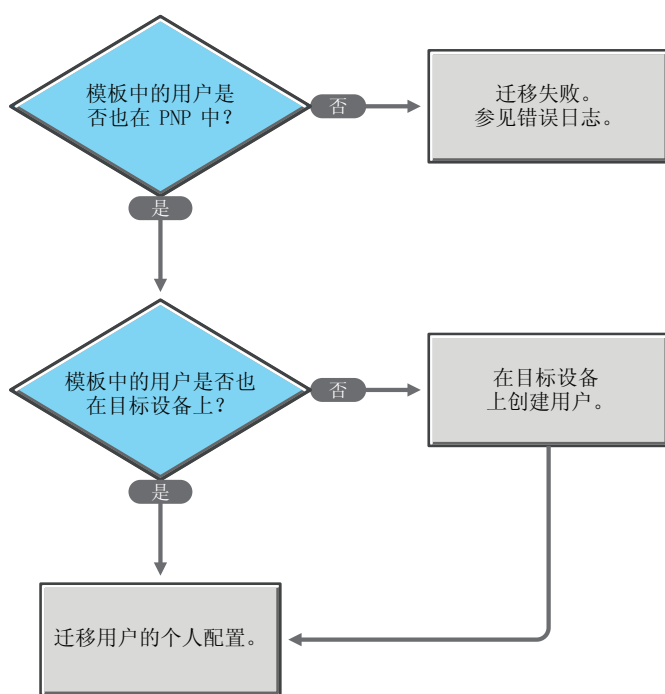 模板中的用户是
否也在 PNP 中？
否
迁移失败。
参见错误日志。
是
模板中的用户是否也
在目标设备上？
否
在目标设备
上创建用户。
是
迁移用户的个人配置。